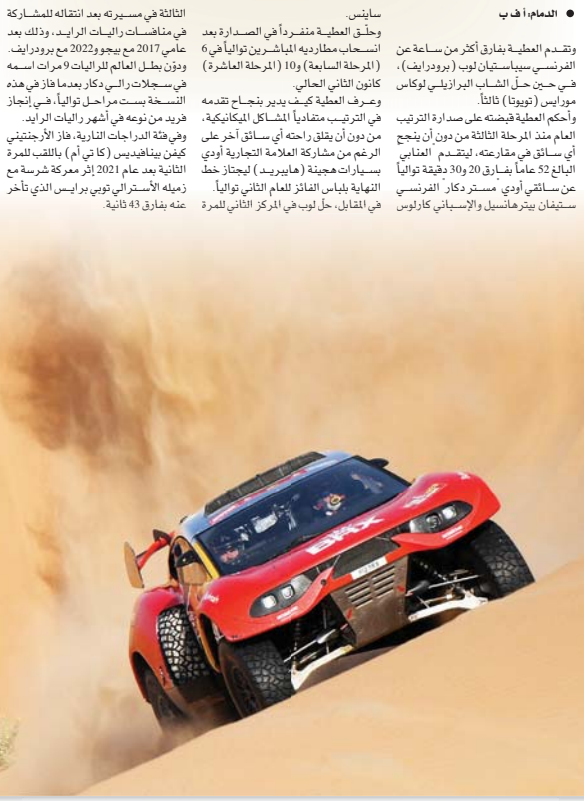 ● الدمام: أ ف ب
وتقدم العطية بفارق أكثر من ساعة عن
الفرنسي سيباستيان لوب (برودرايف)،
في حين حلّ الشاب البرازيلي لوكاس
مورايس (تويوتا) ثالثاً.
وأحكم العطية قبضته على صدارة الترتيب
العام منذ المرحلة الثالثة من دون أن ينجح
أي سائق في مقارعته، ليتقدم "العنابي"
البالغ 52 عاماً بفارق 20 و30 دقيقة توالياً
عن سائقي أودي "مستر دكار" الفرنسي
ستيفان بيترهانسيل والإسباني كارلوس
ساينس.
وحلّق العطية منفرداً في الصدارة بعد
انسحاب مطارديه المباشرين توالياً في 6
(المرحلة السابعة) و10 (المرحلة العاشرة)
كانون الثاني الحالي.
وعرف العطية كيف يدير بنجاح تقدمه
في الترتيب متفادياً المشاكل الميكانيكية،
من دون أن يقلق راحته أي سائق آخر على
الرغم من مشاركة العلامة التجارية أودي
بسيارات هجينة (هايبريد) ليجتاز خط
النهاية بلباس الفائز للعام الثاني توالياً.
في المقابل، حلّ لوب في المركز الثاني للمرة
الثالثة في مسيرته بعد انتقاله للمشاركة
في منافسات راليات الرايد، وذلك بعد
عامي 2017 مع بيجو و2022 مع برودرايف.
ودوّن بطل العالم للراليات 9 مرات اسمه
في سجلات رالي دكار بعدما فاز في هذه
النسخة بست مراحل توالياً، في إنجاز
فريد من نوعه في أشهر راليات الرايد.
وفي فئة الدراجات النارية، فاز الأرجنتيني
كيفن بينافيديس (كا تي أم) باللقب للمرة
الثانية بعد عام 2021 إثر معركة شرسة مع
زميله الأسترالي توبي برايس الذي تأخر
عنه بفارق 43 ثانية.
BRX